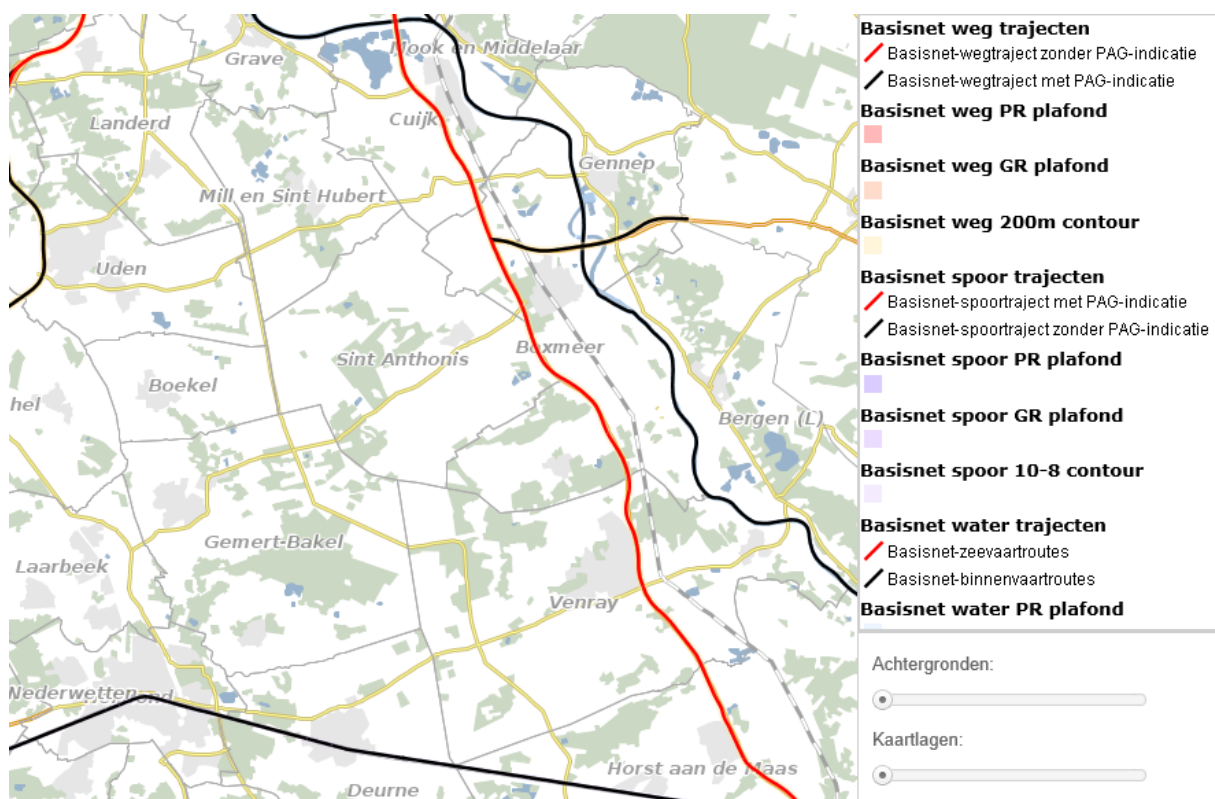 Mook en Middelaar
Grave
Landerd
Cuijk
Gennep
Mill en Sint Hubert
Uden
Sint Anthonis
Boxmeer
Boekel
hel
Bergen (L)
Gemert-Bakel
Laarbeek
Venray
Nederwetten
Horst aan de Maas
Deurne
Basisnet weg trajecten
Basisnet-wegtraject zonder PAG-indicatie
Basisnet-wegtraject met PAG-indicatie
Basisnet weg PR plafond
Basisnet weg GR plafond
Basisnet weg 200m contour
Basisnet spoor trajecten
Basisnet-spoortraject met PAG-indicatie
Basisnet-spoortraject zonder PAG-indicatie
Basisnet spoor PR plafond
Basisnet spoor GR plafond
Basisnet spoor 10-8 contour
Basisnet water trajecten
Basisnet-zeevaartroutes
Basisnet-binnenvaartroutes
Basisnet water PR plafond
Achtergronden:
Kaartlagen: